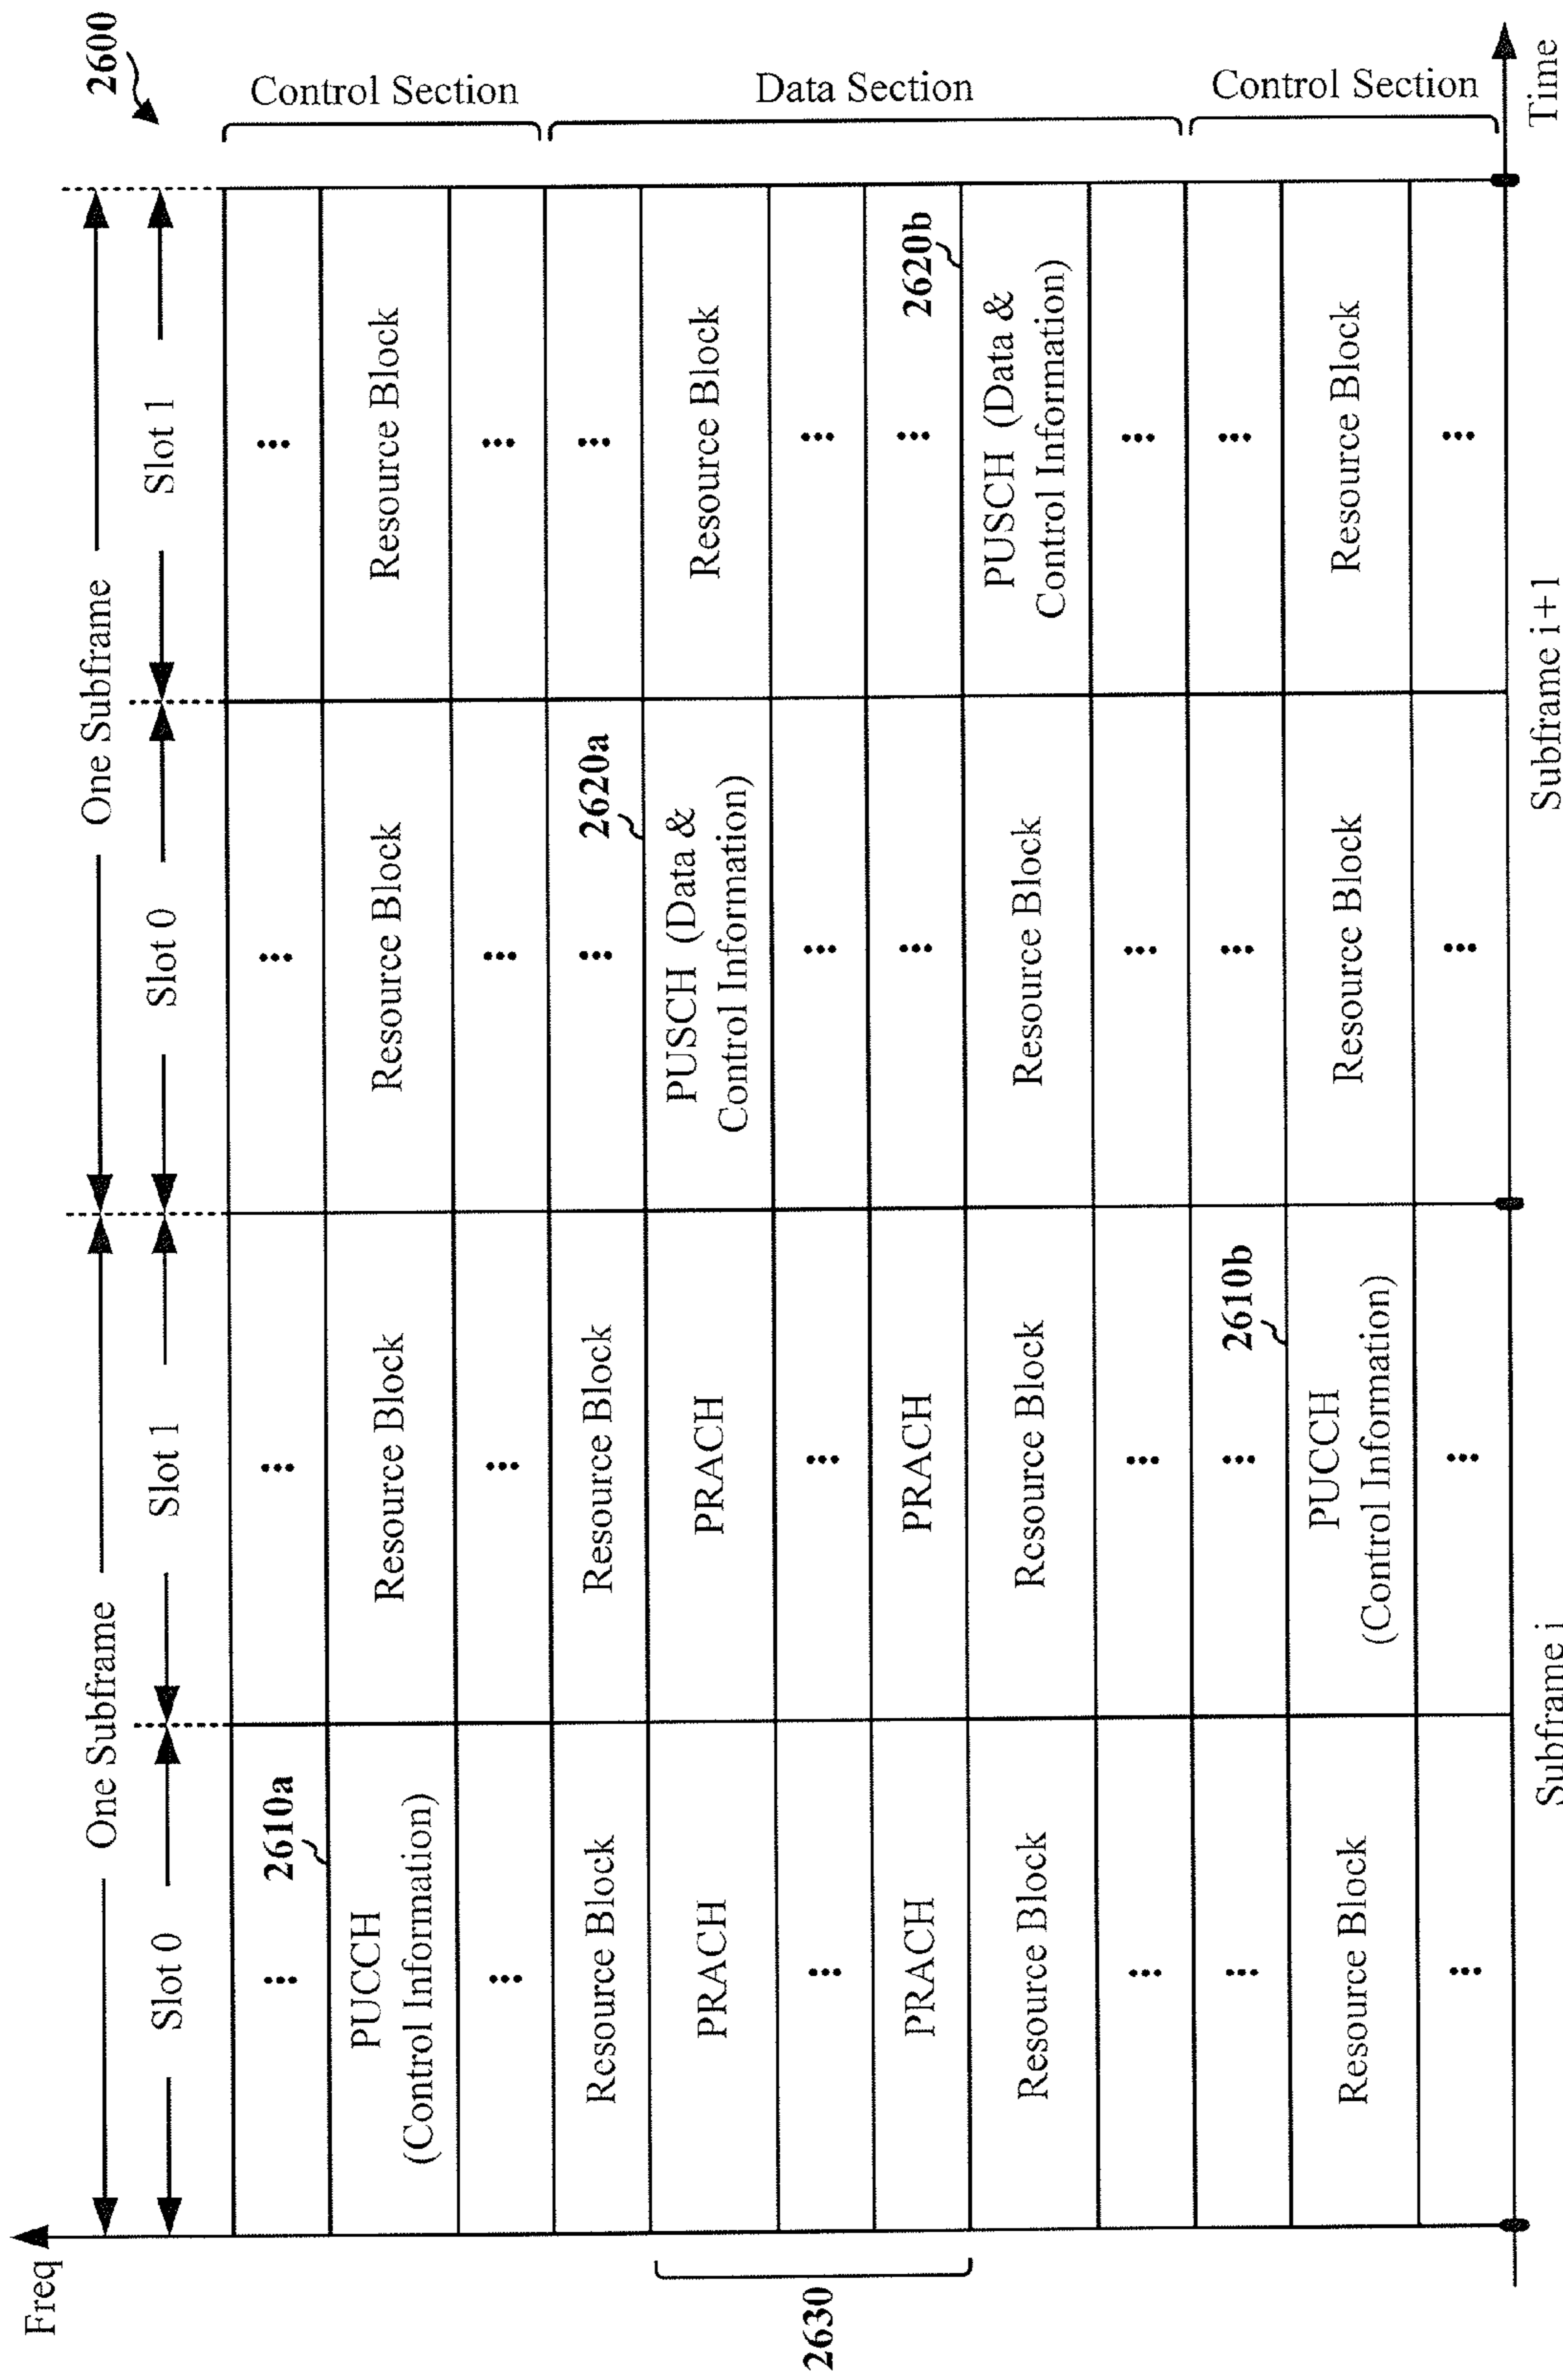 2600
Freq
One Subframe
One Subframe
Slot 0
Slot 1
Slot 0
Slot 1
Control Section
Data Section
Control Section
...
...
...
...
2610a
PUCCH
(Control Information)
Resource Block
Resource Block
Resource Block
...
...
...
...
Resource Block
Resource Block
...
...
2620a
2630
PRACH
PRACH
PUSCH (Data &
Control Information)
Resource Block
...
...
...
...
PRACH
PRACH
...
...
2620b
Resource Block
Resource Block
Resource Block
PUSCH (Data &
Control Information)
...
...
...
...
...
...
...
...
2610b
Resource Block
PUCCH
(Control Information)
Resource Block
Resource Block
...
...
...
...
Subframe i
Subframe i+1
Time